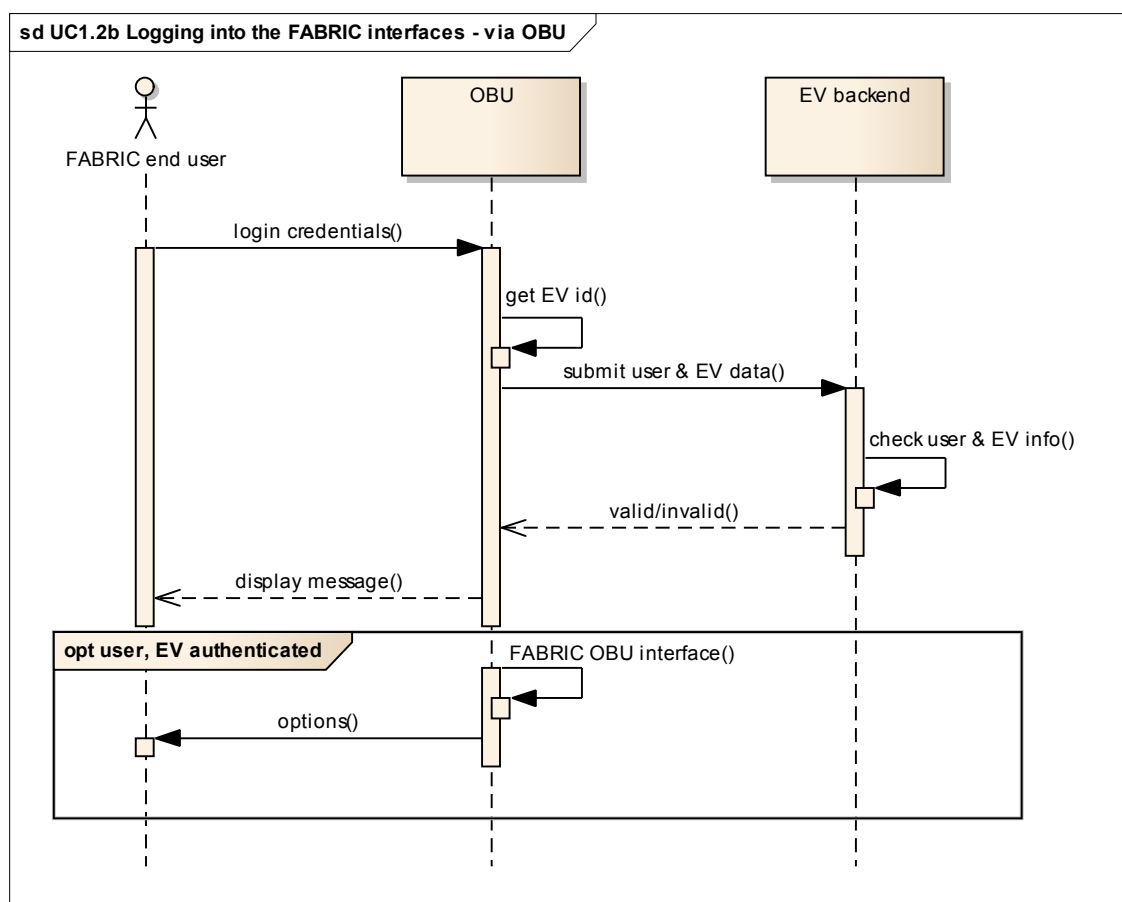 sd UC1.2b Logging into the FABRIC interfaces - via OBU
OBU
EV backend
FABRIC end user
login credentials()
get EV id()
submit user & EV data()
check user & EV info()
valid/invalid()
display message()
opt user, EV authenticated
FABRIC OBU interface()
options()